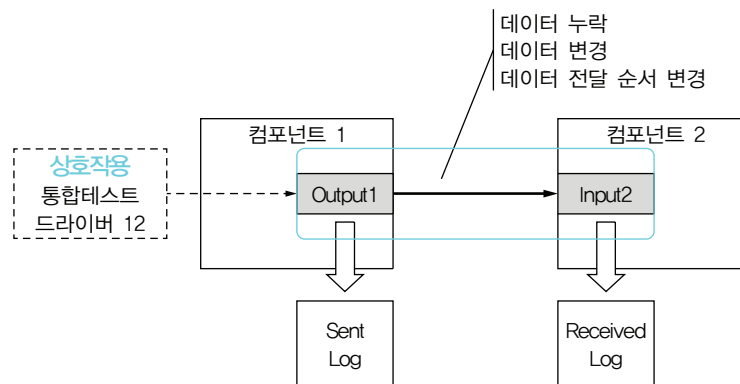 데이터 누락
데이터 변경
데이터 전달 순서 변경
컴포넌트 1
컴포넌트 2
상호작용
통합테스트
드라이버 12
Output1
Input2
Sent
Log
Received
Log